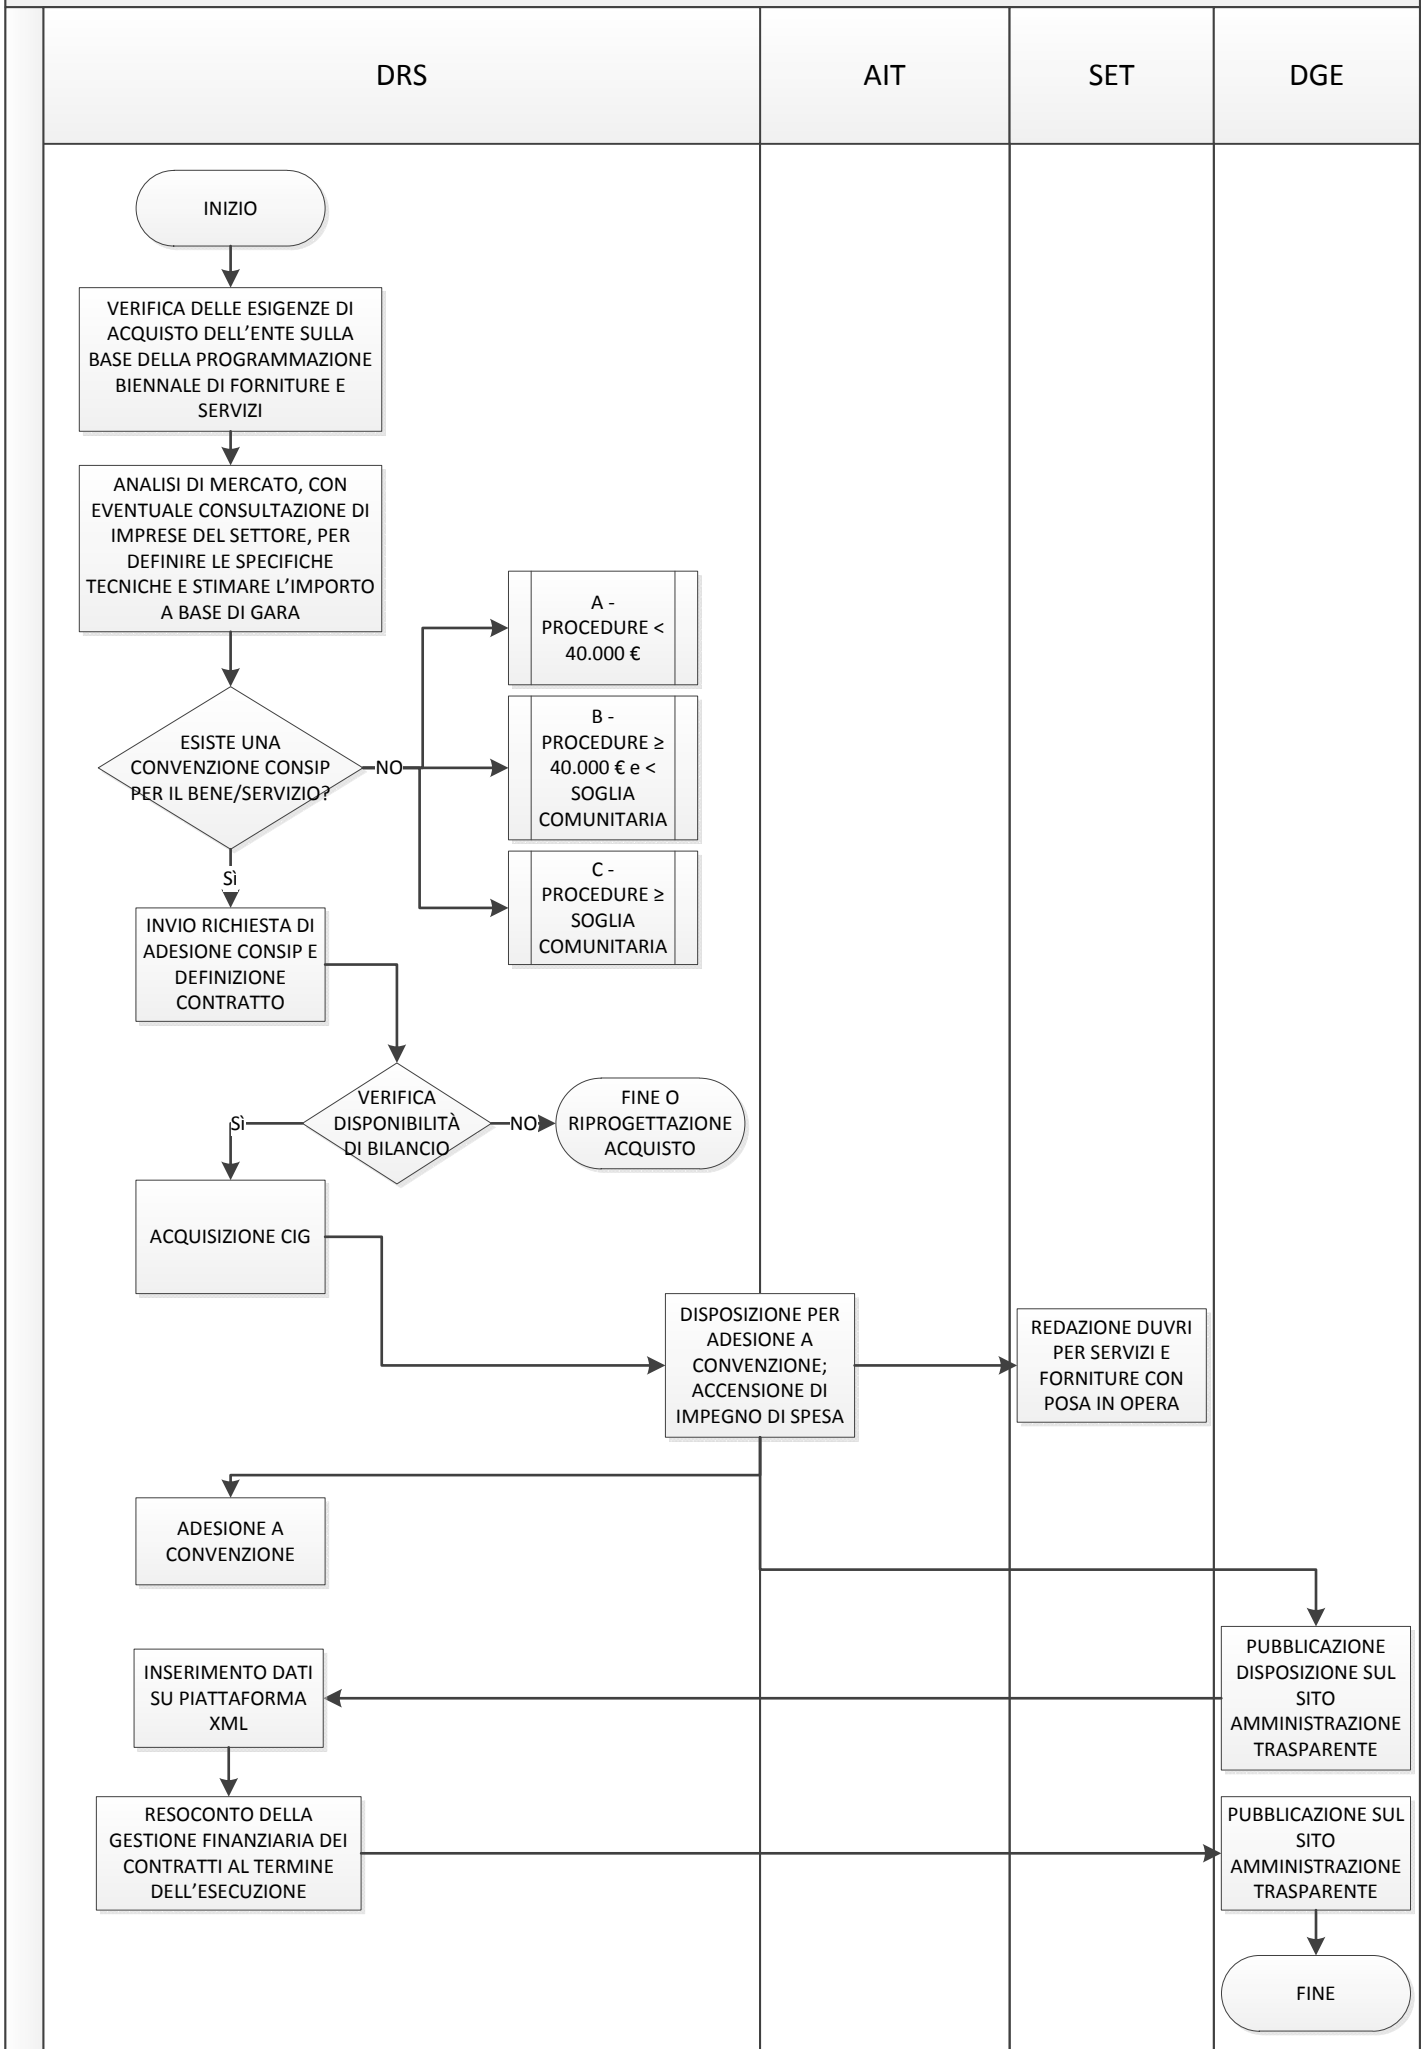 DRS
AIT
SET
DGE
INIZIO
VERIFICA DELLE ESIGENZE DI
ACQUISTO DELL'ENTE SULLA
BASE DELLA PROGRAMMAZIONE
BIENNALE DI FORNITURE E
SERVIZI
ANALISI DI MERCATO, CON
EVENTUALE CONSULTAZIONE DI
IMPRESE DEL SETTORE, PER
DEFINIRE LE SPECIFICHE
TECNICHE E STIMARE L'IMPORTO
A BASE DI GARA
A -
PROCEDURE <
40.000 €
B -
PROCEDURE ≥
40.000 € e <
SOGLIA
COMUNITARIA
C -
PROCEDURE ≥
SOGLIA
COMUNITARIA
ESISTE UNA
CONVENZIONE CONSIP
PER IL BENE/SERVIZIO?
NO
Sì
INVIO RICHIESTA DI
ADESIONE CONSIP E
DEFINIZIONE
CONTRATTO
VERIFICA
DISPONIBILITÀ
DI BILANCIO
Sì
NO
FINE O
RIPROGETTAZIONE
ACQUISTO
ACQUISIZIONE CIG
DISPOSIZIONE PER
ADESIONE A
CONVENZIONE;
ACCENSIONE DI
IMPEGNO DI SPESA
REDAZIONE DUVRI
PER SERVIZI E
FORNITURE CON
POSA IN OPERA
ADESIONE A
CONVENZIONE
PUBBLICAZIONE
DISPOSIZIONE SUL
SITO
AMMINISTRAZIONE
TRASPARENTE
INSERIMENTO DATI
SU PIATTAFORMA
XML
RESOCONTO DELLA
GESTIONE FINANZIARIA DEI
CONTRATTI AL TERMINE
DELL'ESECUZIONE
PUBBLICAZIONE SUL
SITO
AMMINISTRAZIONE
TRASPARENTE
FINE